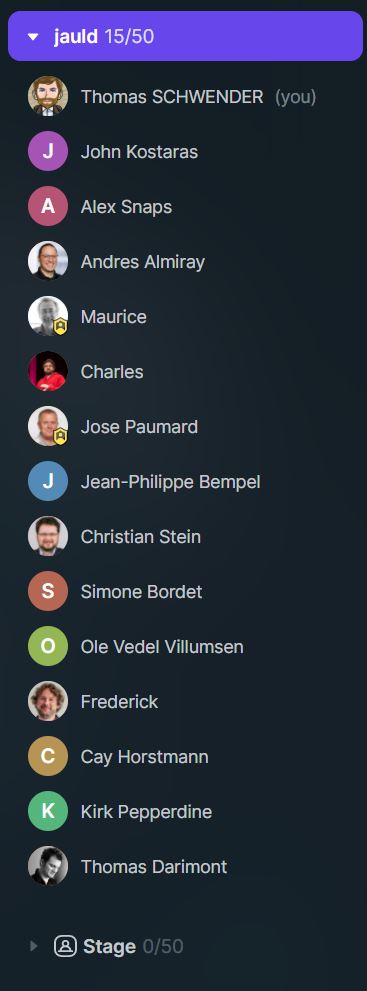 jauld 15/50
Thomas SCHWENDER (you)
J John Kostaras
A Alex Snaps
Andres Almiray
Maurice
Charles
Jose Paumard
J Jean-Philippe Bempel
Christian Stein
S Simone Bordet
O Ole Vedel Villumsen
Frederick
C Cay Horstmann
K Kirk Pepperdine
Thomas Darimont
Stage 0/50